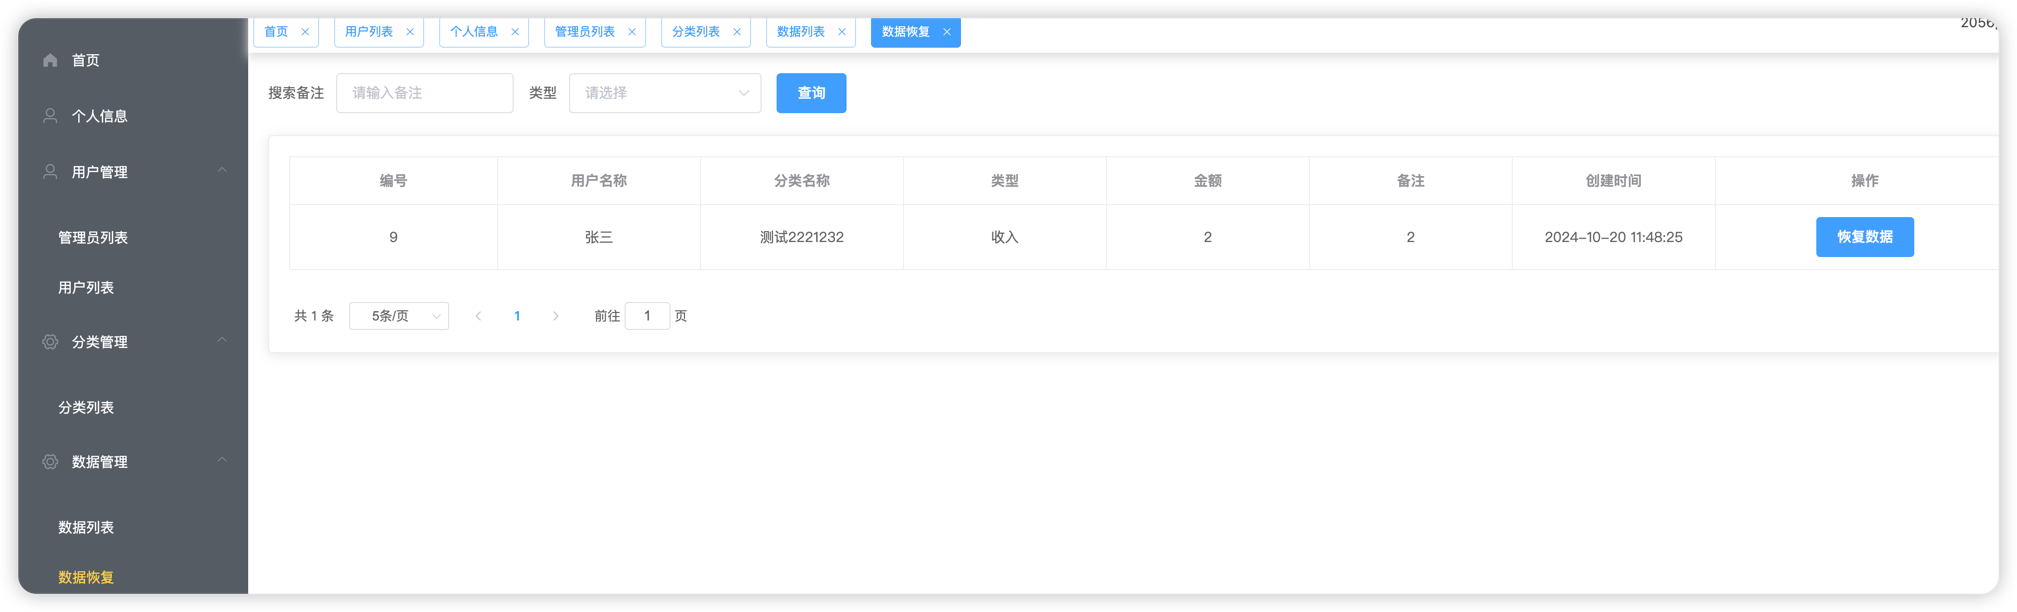 首页
个人信息
用户管理
管理员列表
用户列表
分类管理
分类列表
数据管理
数据列表
数据恢复
首页 用户列表 个人信息 管理员列表 分类列表 数据列表 数据恢复
搜索备注 请输入备注 类型 请选择 查询
编号 用户名称 分类名称 类型 金额 备注 创建时间 操作
9 张三 测试2221232 收入 2 2 2024-10-20 11:48:25 恢复数据
共 1 条 5条/页 1 前往 1 页